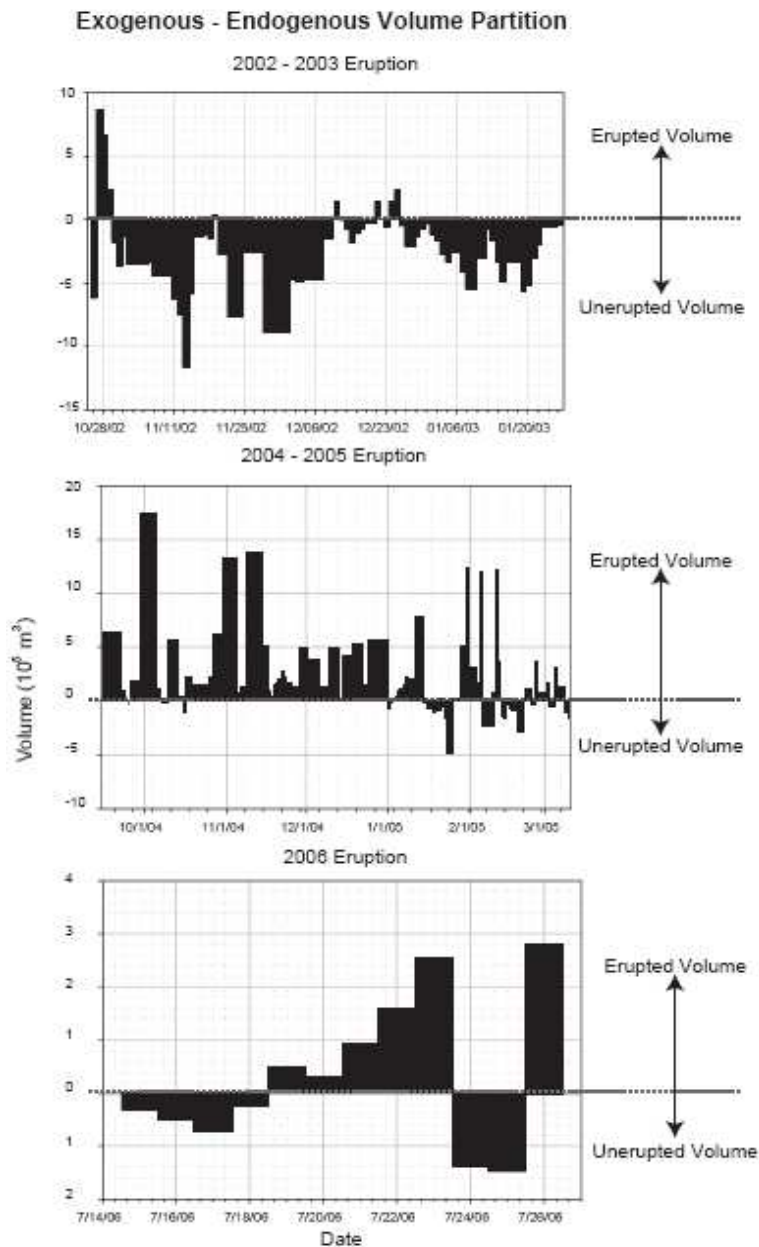 Exogenous - Endogenous Volume Partition
2002 - 2003 Eruption
10
5
0
-5
-10
-15
Erupted Volume
Unerupted Volume
10/28/02 11/11/02 11/25/02 12/09/02 12/23/02 01/06/03 01/20/03
2004 - 2005 Eruption
20
15
10
5
0
-5
-10
Erupted Volume
Unerupted Volume
Volume (10⁶ m³)
10/1/04 11/1/04 12/1/04 1/1/05 2/1/05 3/1/05
2006 Eruption
4
3
2
1
0
1
2
Erupted Volume
Unerupted Volume
7/14/06 7/16/06 7/18/06 7/20/06 7/22/06 7/24/06 7/26/06
Date